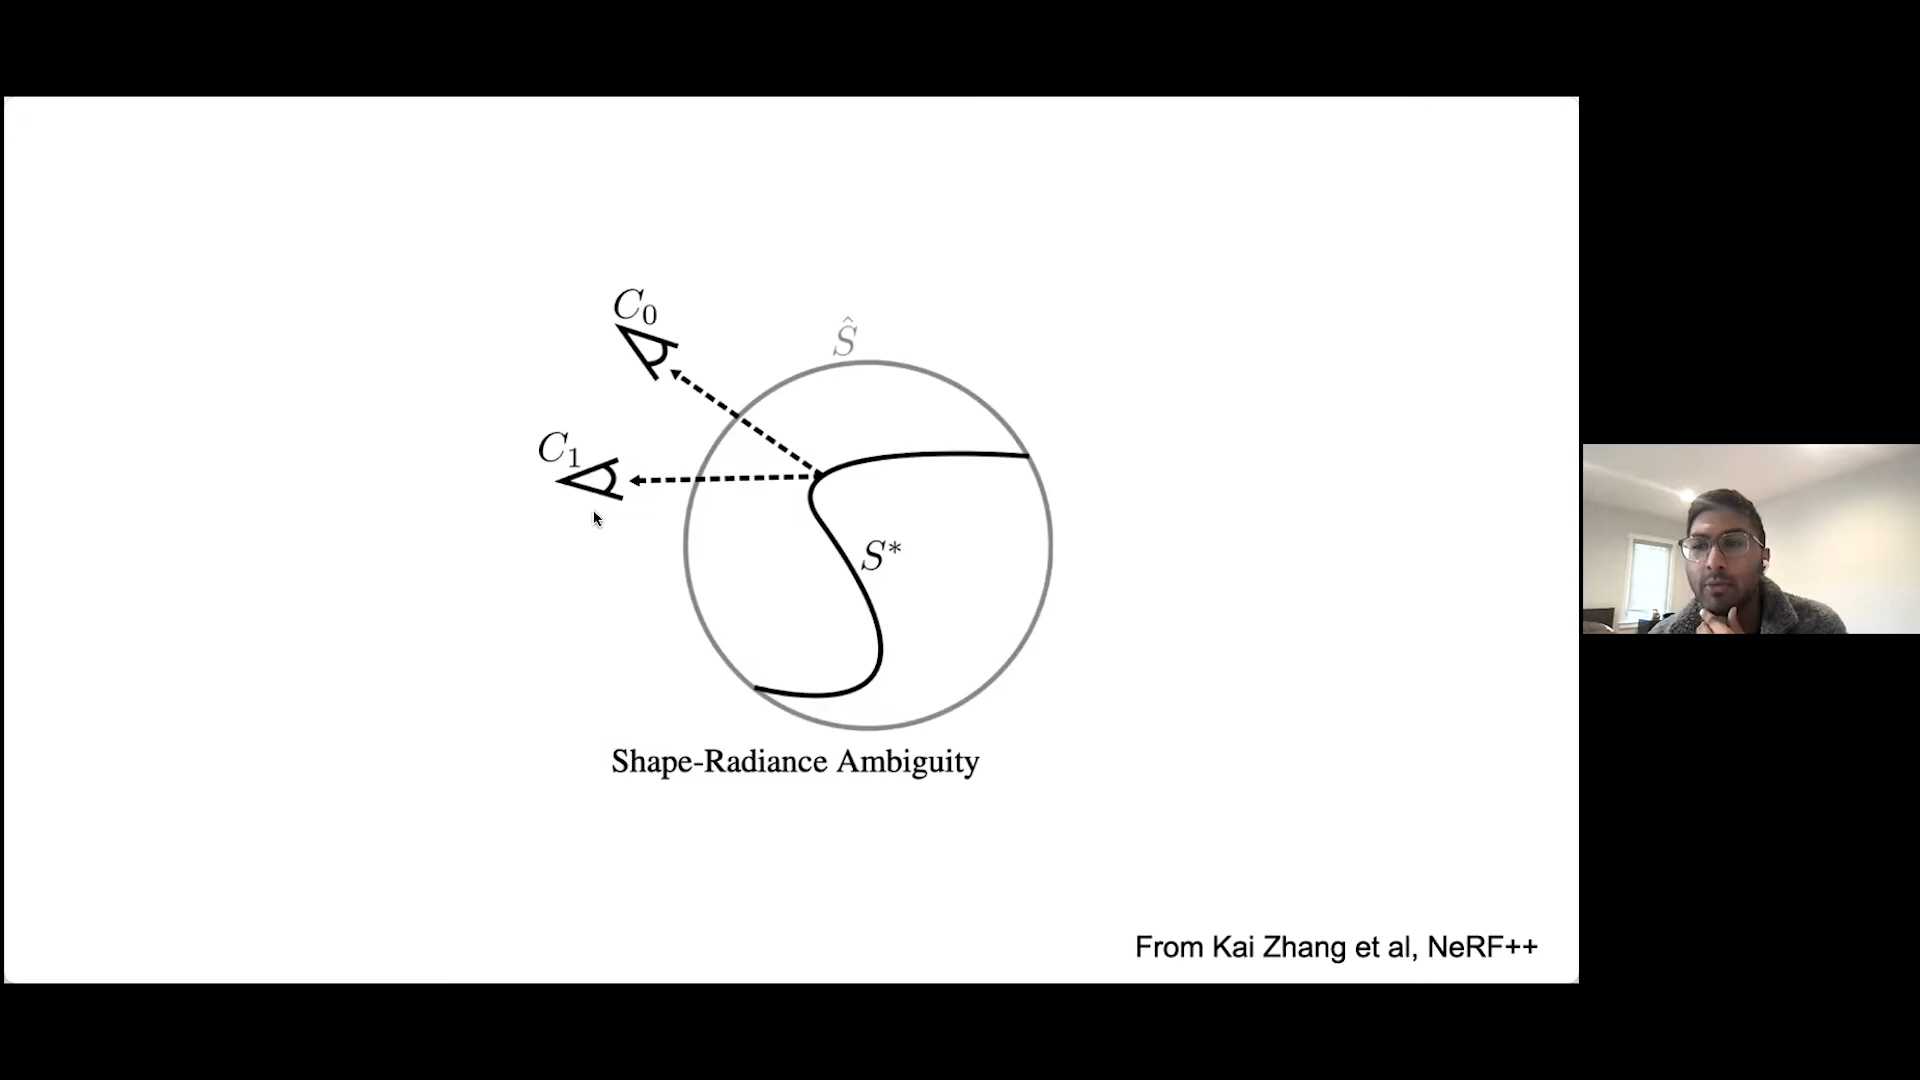 C₀
Ŝ
C₁
S*
Shape-Radiance Ambiguity
From Kai Zhang et al, NeRF++